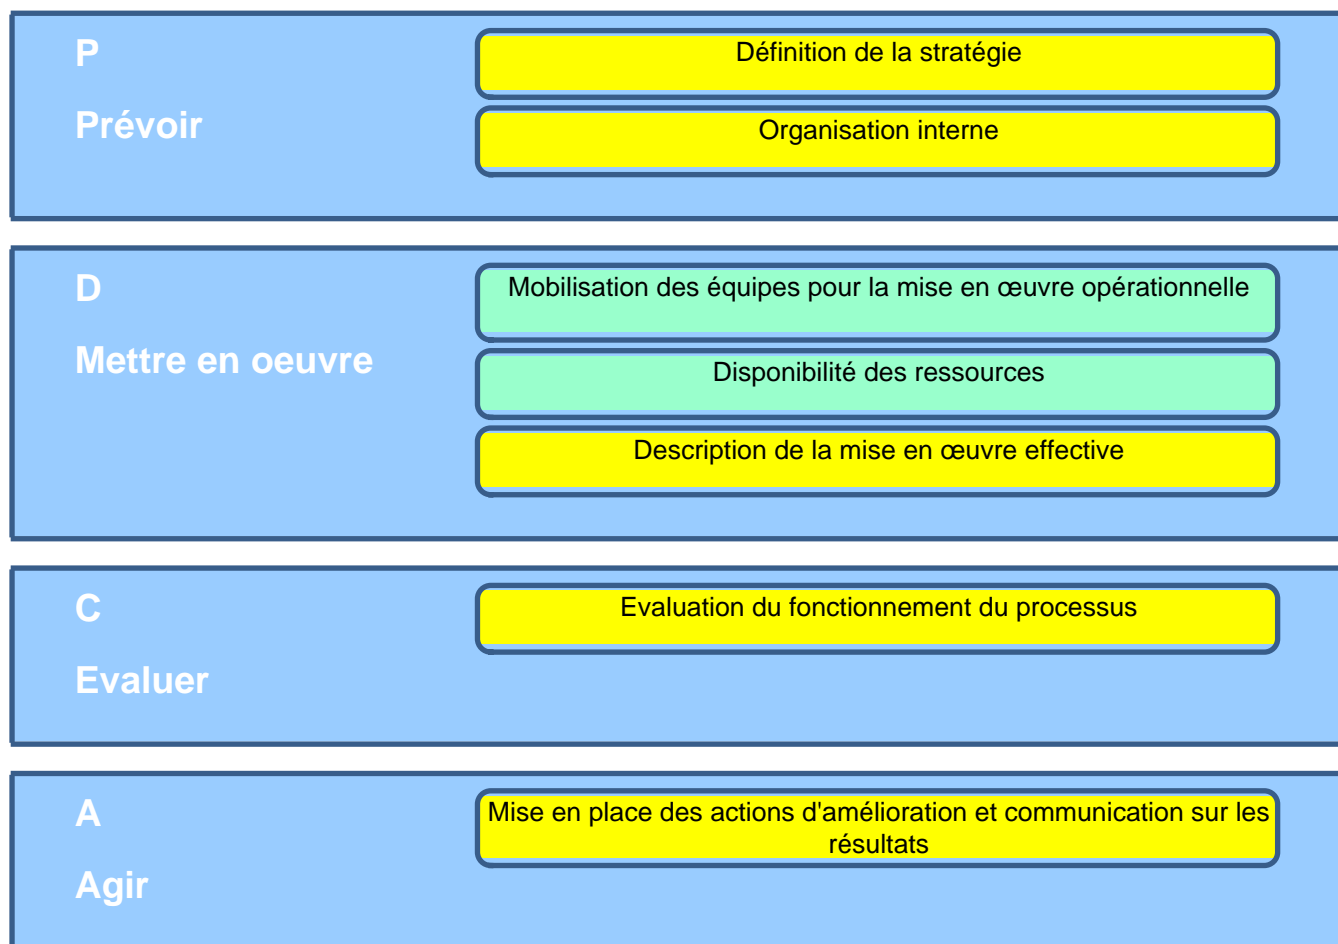 P
Prévoir
Définition de la stratégie
Organisation interne
D
Mettre en oeuvre
Mobilisation des équipes pour la mise en œuvre opérationnelle
Disponibilité des ressources
Description de la mise en œuvre effective
C
Evaluer
Evaluation du fonctionnement du processus
A
Agir
Mise en place des actions d'amélioration et communication sur les
résultats